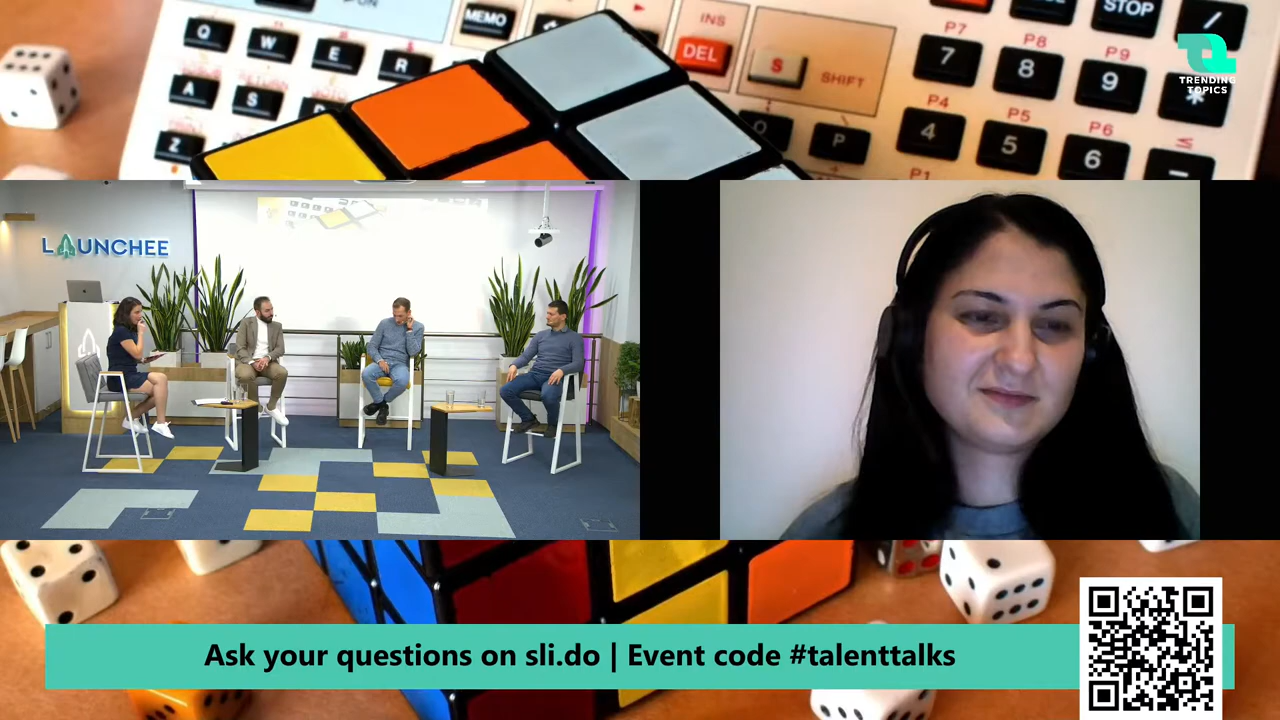 MEMO
INS
DEL
STOP
/
Q
W
E
R
S
SHIFT
P7
P8
P9
7
8
9
*
TRENDING
TOPICS
A
S
Z
P
P4
P5
P6
4
5
6
P1
LAUNCHEE
Ask your questions on sli.do | Event code #talenttalks